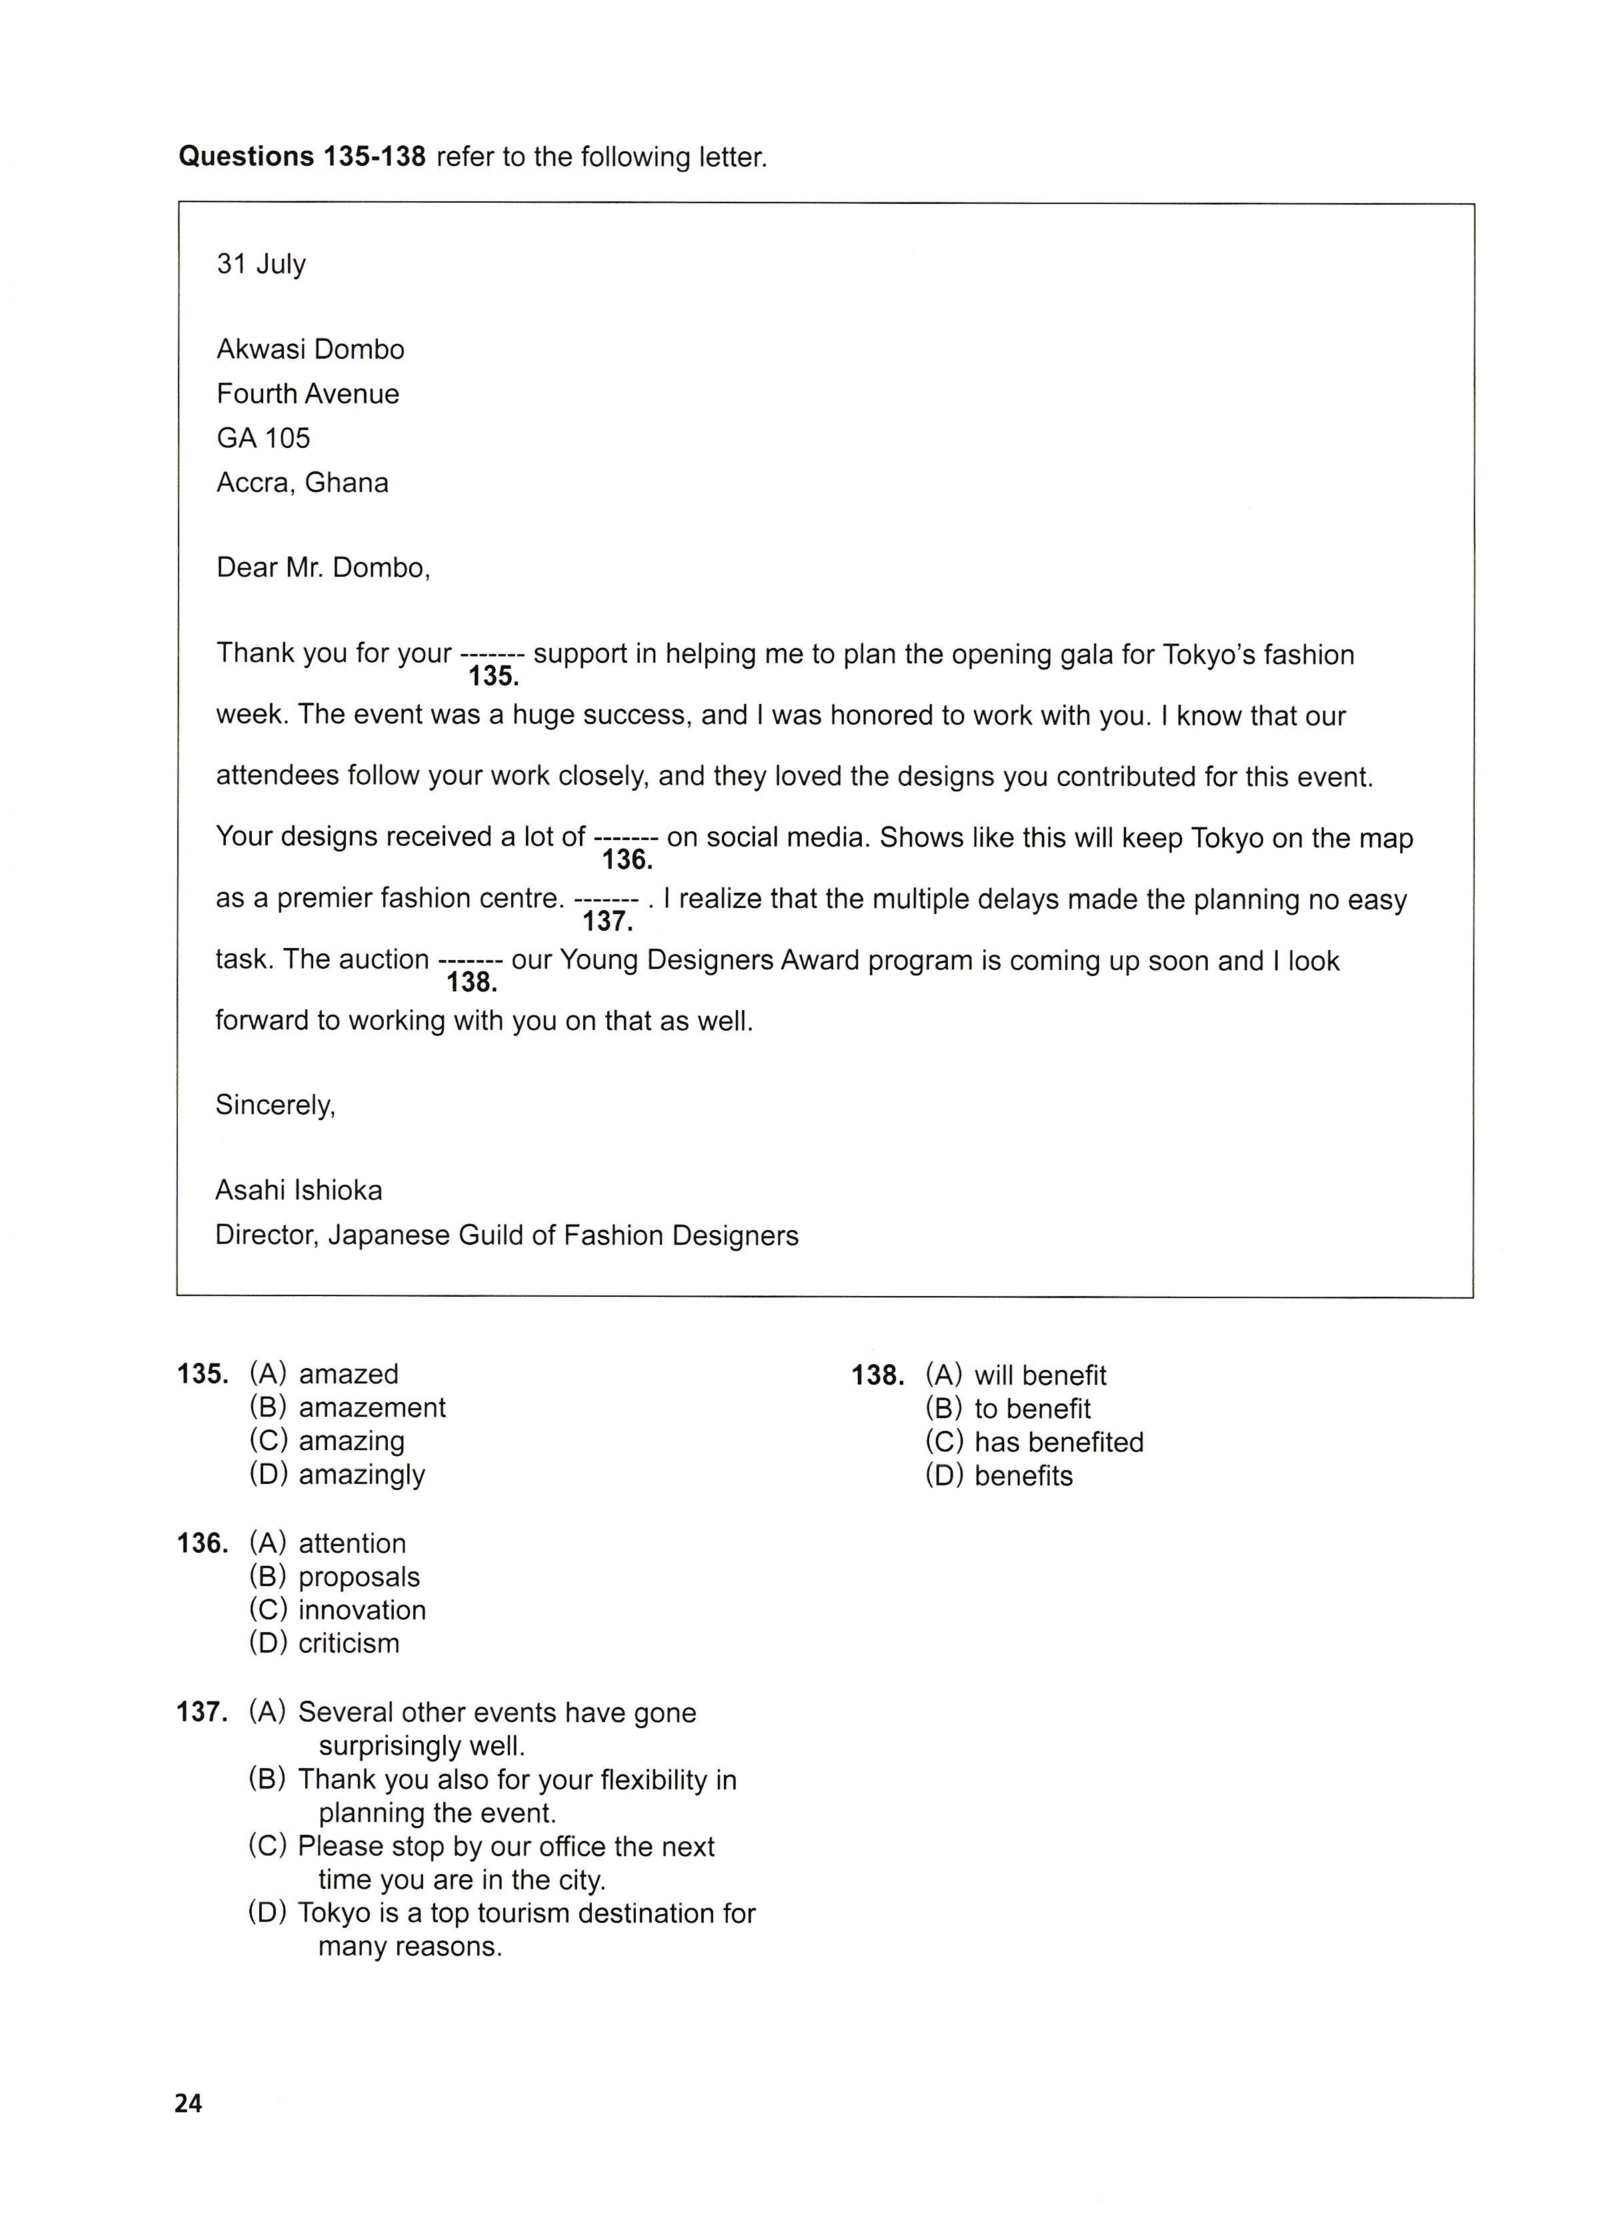 Questions 135-138 refer to the following letter.
31 July
Akwasi Dombo
Fourth Avenue
GA 105
Accra, Ghana
Dear Mr. Dombo,
Thank you for your ------- support in helping me to plan the opening gala for Tokyo's fashion
135.
week. The event was a huge success, and I was honored to work with you. I know that our
attendees follow your work closely, and they loved the designs you contributed for this event.
Your designs received a lot of ------- on social media. Shows like this will keep Tokyo on the map
136.
as a premier fashion centre. ------- . I realize that the multiple delays made the planning no easy
137.
task. The auction ------- our Young Designers Award program is coming up soon and I look
138.
forward to working with you on that as well.
Sincerely,
Asahi Ishioka
Director, Japanese Guild of Fashion Designers
135. (A) amazed
(B) amazement
(C) amazing
(D) amazingly
136. (A) attention
(B) proposals
(C) innovation
(D) criticism
137. (A) Several other events have gone
surprisingly well.
(B) Thank you also for your flexibility in
planning the event.
(C) Please stop by our office the next
time you are in the city.
(D) Tokyo is a top tourism destination for
many reasons.
138. (A) will benefit
(B) to benefit
(C) has benefited
(D) benefits
24